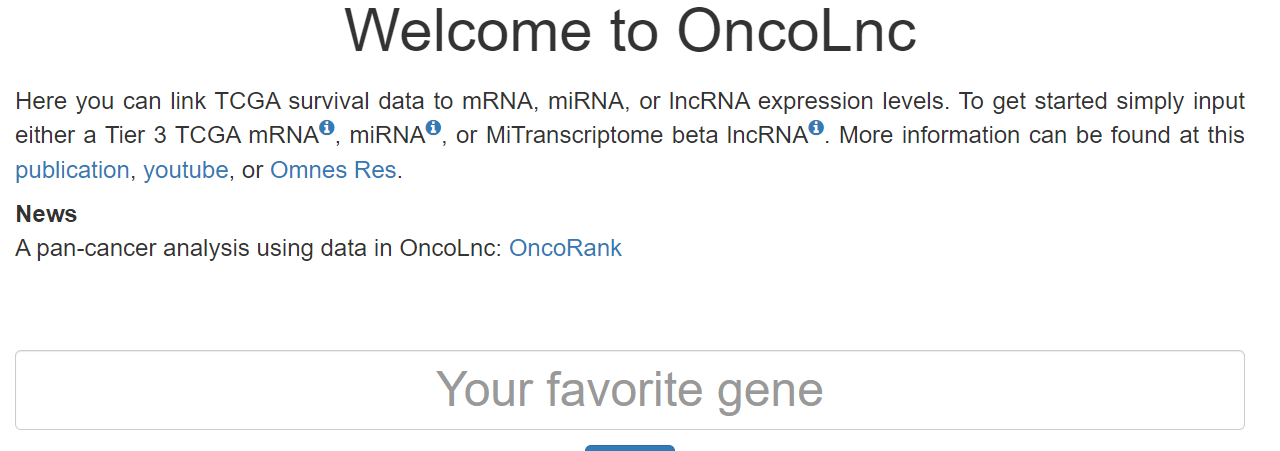 Welcome to OncoLnc
Here you can link TCGA survival data to mRNA, miRNA, or lncRNA expression levels. To get started simply input
either a Tier 3 TCGA mRNA, miRNA, or MiTranscriptome beta lncRNA. More information can be found at this
publication, youtube, or Omnes Res.
News
A pan-cancer analysis using data in OncoLnc: OncoRank
Your favorite gene